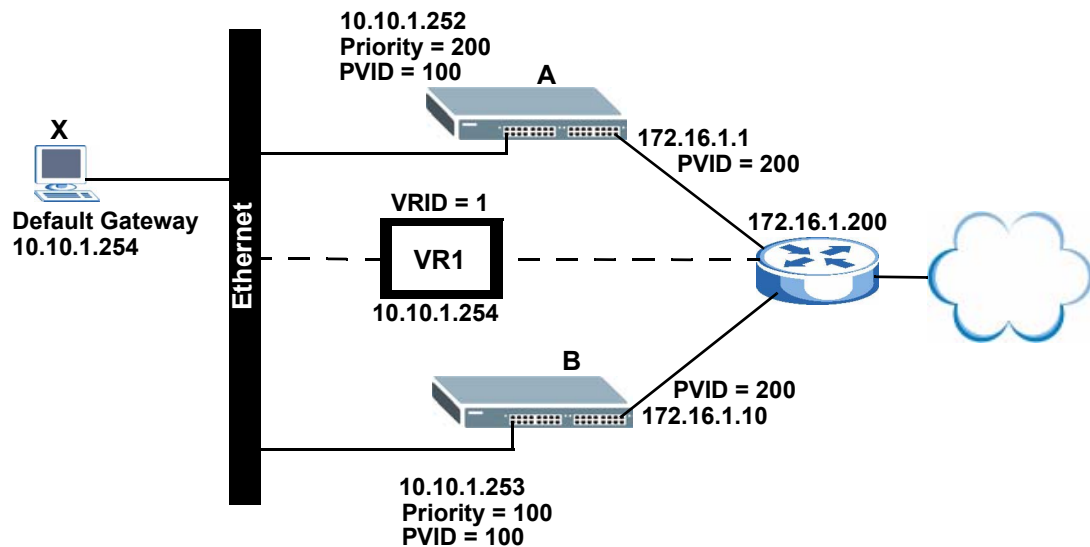 10.10.1.252
Priority = 200
PVID = 100
A
172.16.1.1
PVID = 200
X
Default Gateway
10.10.1.254
Ethernet
VRID = 1
VR1
10.10.1.254
172.16.1.200
B
PVID = 200
172.16.1.10
10.10.1.253
Priority = 100
PVID = 100